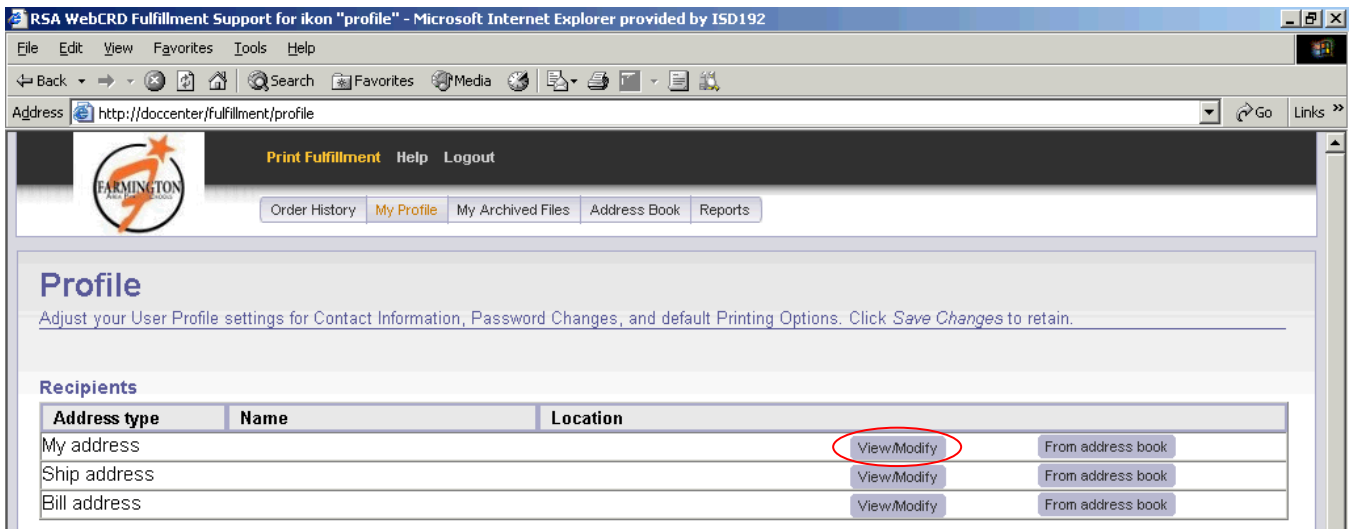 RSA WebCRD Fulfillment Support for ikon "profile" - Microsoft Internet Explorer provided by ISD192
File Edit View Favorites Tools Help
Back Search Favorites Media
Address http://doccenter/fulfillment/profile Go Links »
Print Fulfillment Help Logout
FARMINGTON
Order History My Profile My Archived Files Address Book Reports
Profile
Adjust your User Profile settings for Contact Information, Password Changes, and default Printing Options. Click Save Changes to retain.
Recipients
Address type Name Location
My address View/Modify From address book
Ship address View/Modify From address book
Bill address View/Modify From address book